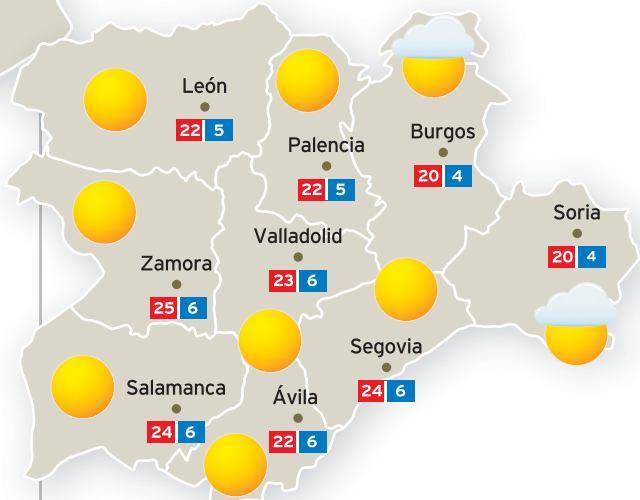 León
22 5
Palencia
22 5
Burgos
20 4
Soria
20 4
Valladolid
23 6
Zamora
25 6
Segovia
24 6
Salamanca
24 6
Ávila
22 6